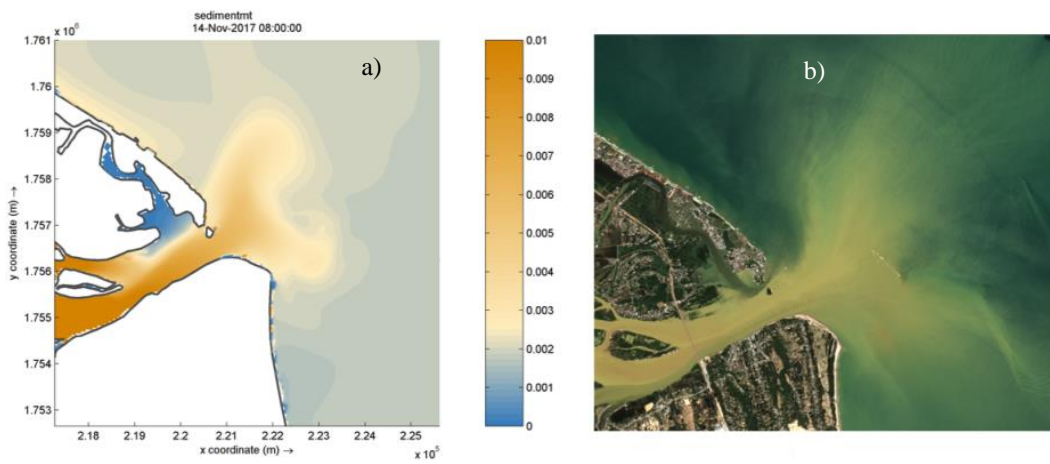 sedimentmt
14-Nov-2017 08:00:00
x 10⁶
1.761
1.76
1.759
1.758
1.757
1.756
1.755
1.754
1.753
y coordinate (m) →
2.18 2.19 2.2 2.21 2.22 2.23 2.24 2.25
x coordinate (m) →
x 10⁵
a)
0.01
0.009
0.008
0.007
0.006
0.005
0.004
0.003
0.002
0.001
0
b)